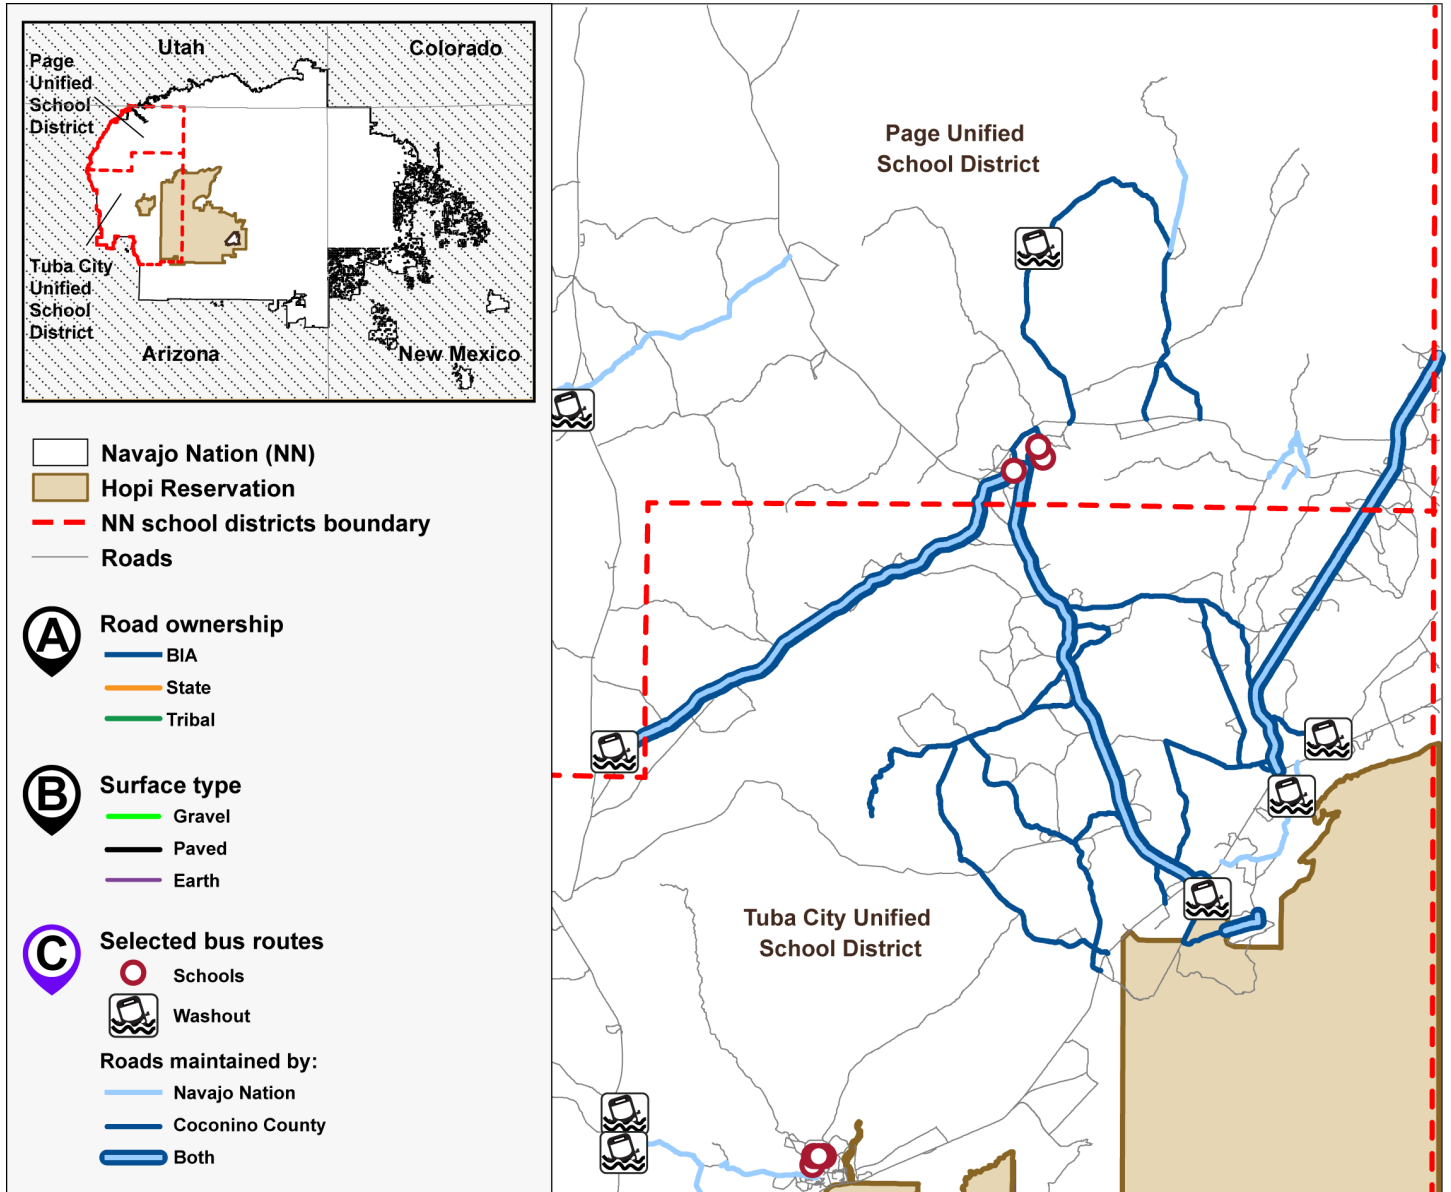 Utah
Colorado
Page
Unified
School
District
Tuba City
Unified
School
District
Arizona
New Mexico
Navajo Nation (NN)
Hopi Reservation
NN school districts boundary
Roads
A
Road ownership
BIA
State
Tribal
B
Surface type
Gravel
Paved
Earth
C
Selected bus routes
Schools
Washout
Roads maintained by:
Navajo Nation
Coconino County
Both
Page Unified
School District
Tuba City Unified
School District